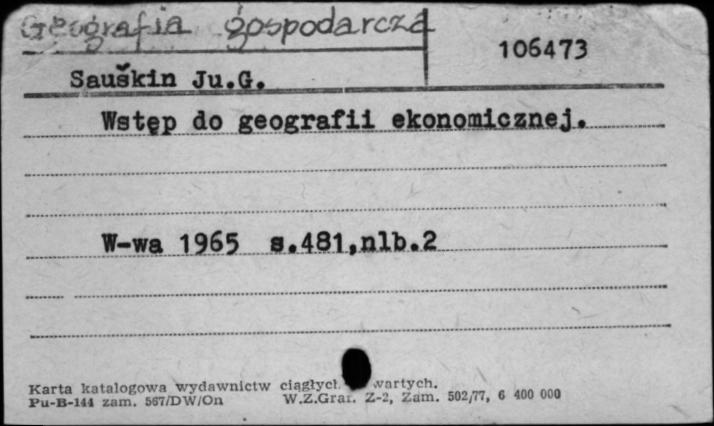 Geografia gospodarcza
106473
Sauškin Ju.G.
Wstęp do geografii ekonomicznej.
W-wa 1965 s.481,nlb.2
Karta katalogowa wydawnictw ciągłych wartych.
Pu-B-144 zam. 567/DW/On W.Z.Graf. Z-2, Zam. 502/77, 6 400 000